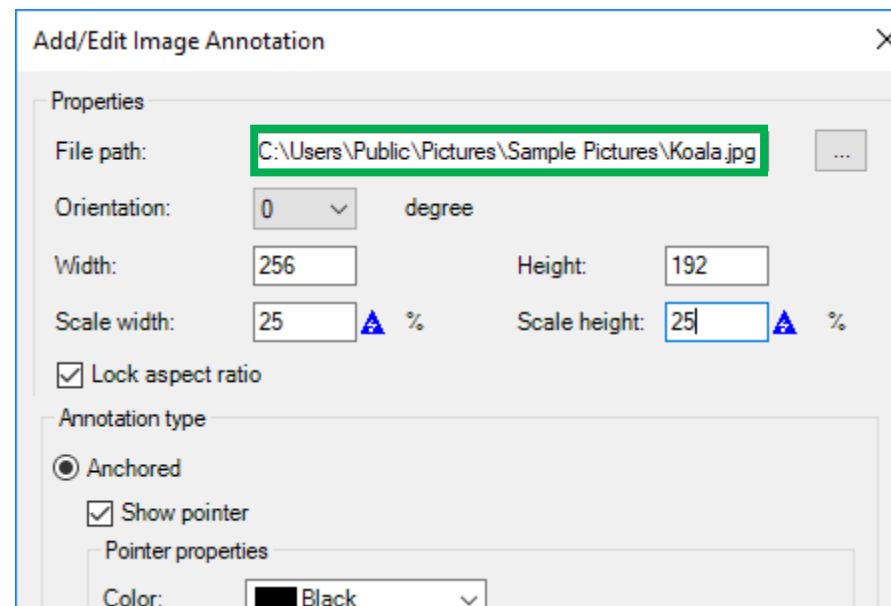 Add/Edit Image Annotation
Properties
File path: C:\Users\Public\Pictures\Sample Pictures\Koala.jpg ...
Orientation: 0 degree
Width: 256 Height: 192
Scale width: 25 % Scale height: 25 %
Lock aspect ratio
Annotation type
Anchored
Show pointer
Pointer properties
Color: Black